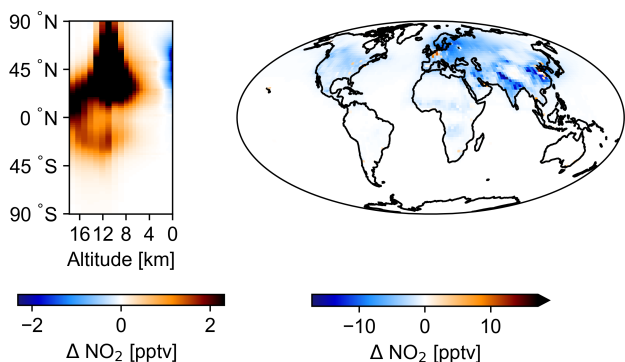 90 °N
45 °N
0 °N
45 °S
90 °S
16 12 8 4 0
Altitude [km]
−2 0 2
Δ NO₂ [pptv]
−10 0 10
Δ NO₂ [pptv]